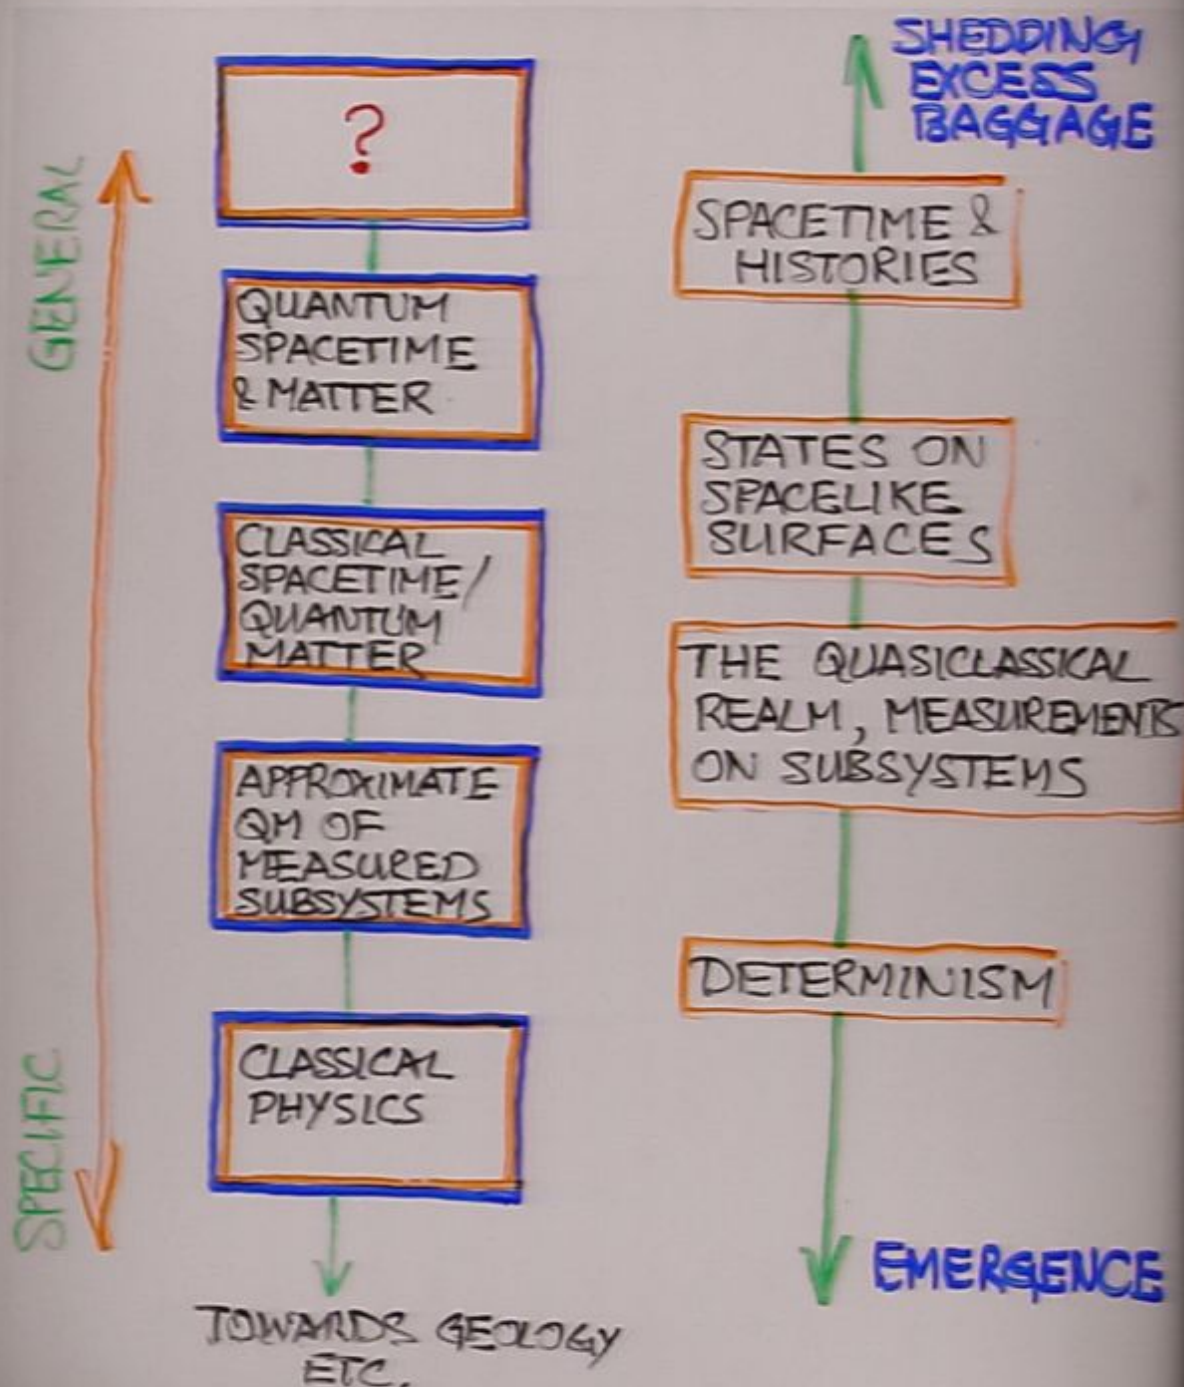 GENERAL
SPECIFIC
?
QUANTUM
SPACETIME
& MATTER
CLASSICAL
SPACETIME/
QUANTUM
MATTER
APPROXIMATE
QM OF
MEASURED
SUBSYSTEMS
CLASSICAL
PHYSICS
TOWARDS GEOLOGY
ETC.
SHEDDING
EXCESS
BAGGAGE
SPACETIME &
HISTORIES
STATES ON
SPACELIKE
SURFACES
THE QUASICLASSICAL
REALM, MEASUREMENTS
ON SUBSYSTEMS
DETERMINISM
EMERGENCE